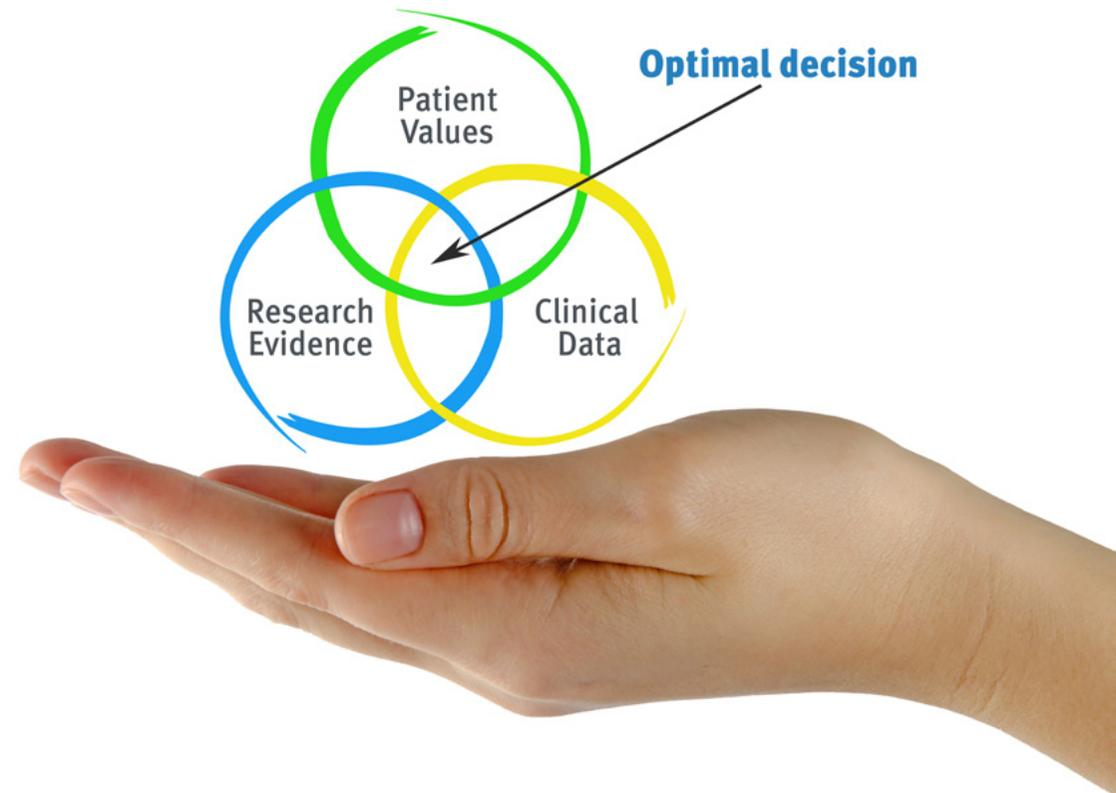 Optimal decision
Patient
Values
Research
Evidence
Clinical
Data